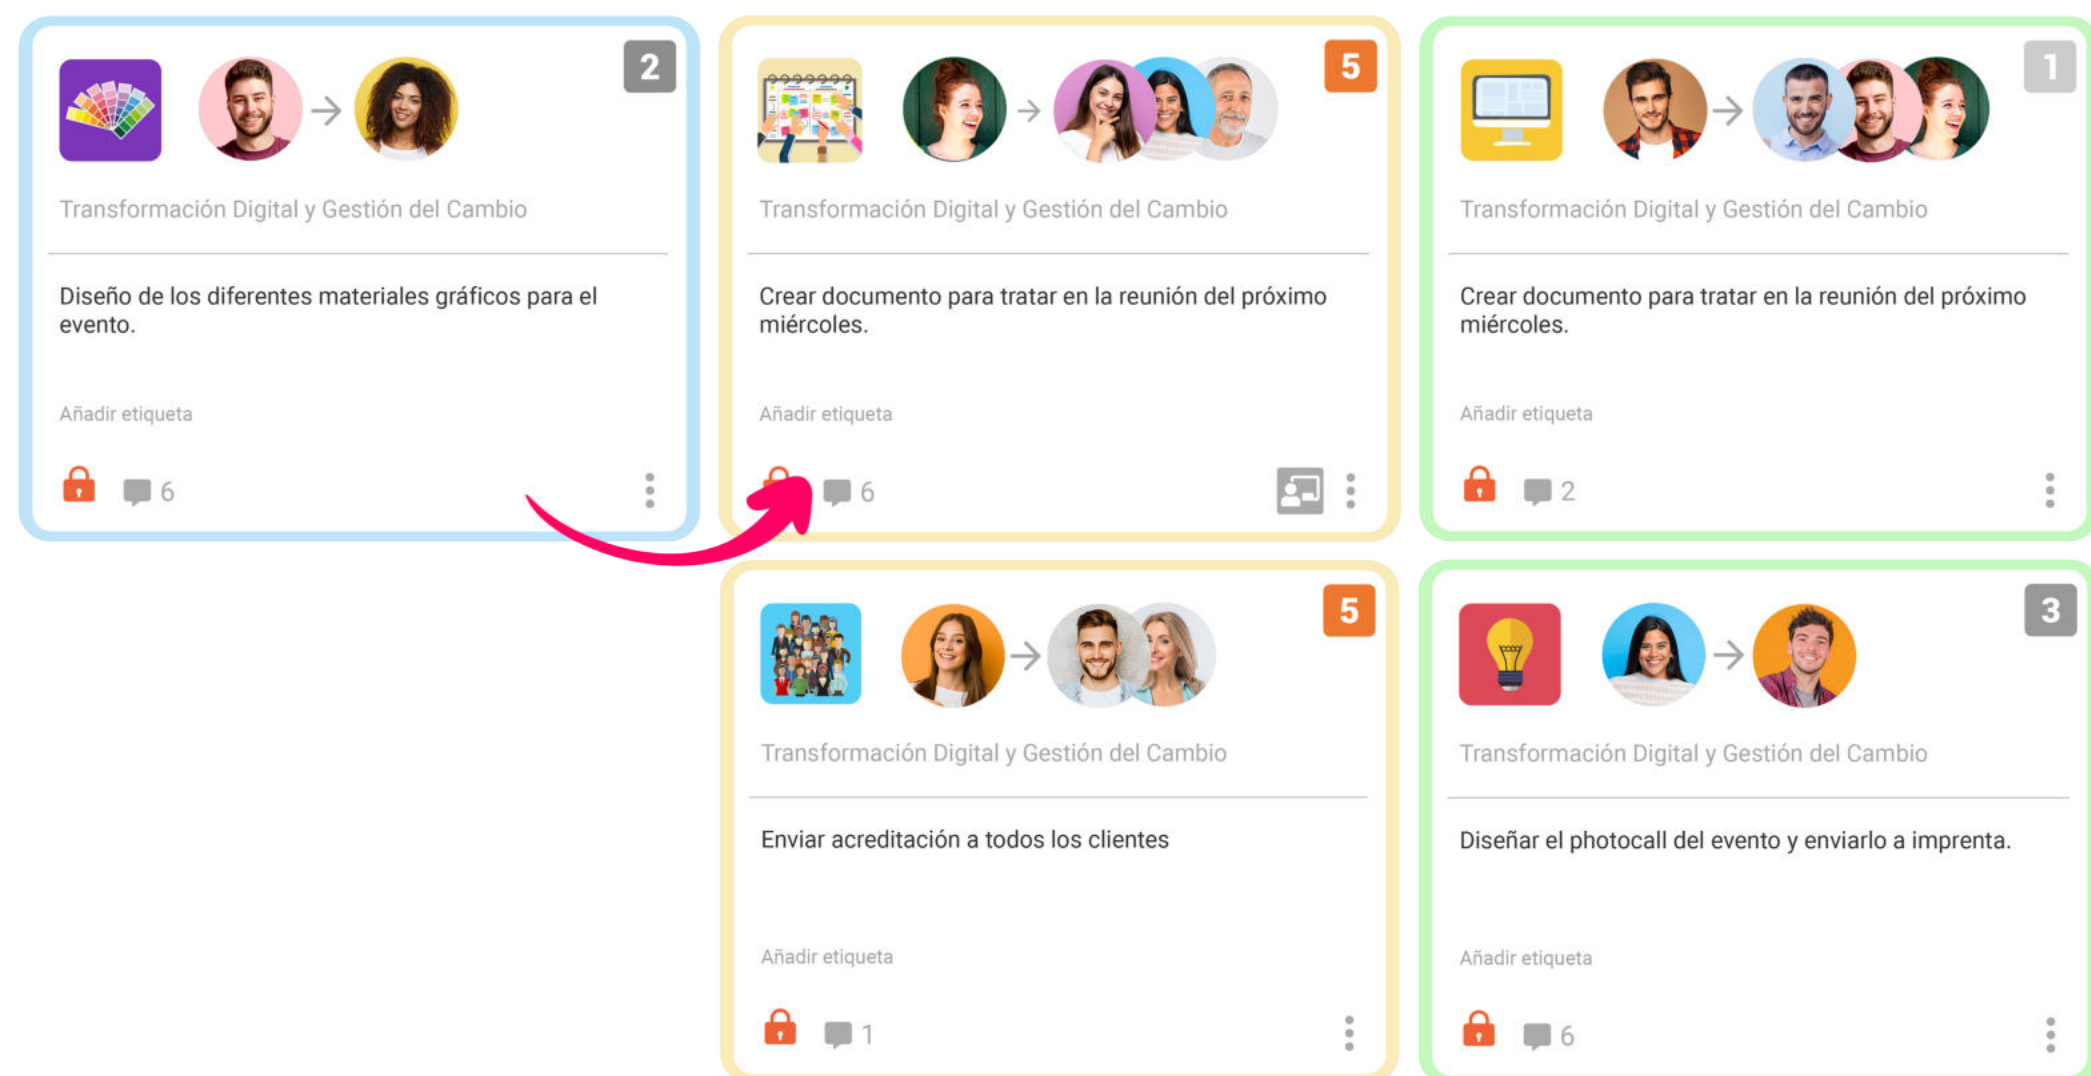 2
Transformación Digital y Gestión del Cambio
Diseño de los diferentes materiales gráficos para el
evento.
Añadir etiqueta
6
5
Transformación Digital y Gestión del Cambio
Crear documento para tratar en la reunión del próximo
miércoles.
Añadir etiqueta
6
1
Transformación Digital y Gestión del Cambio
Crear documento para tratar en la reunión del próximo
miércoles.
Añadir etiqueta
2
5
Transformación Digital y Gestión del Cambio
Enviar acreditación a todos los clientes
Añadir etiqueta
1
3
Transformación Digital y Gestión del Cambio
Diseñar el photocall del evento y enviarlo a imprenta.
Añadir etiqueta
6